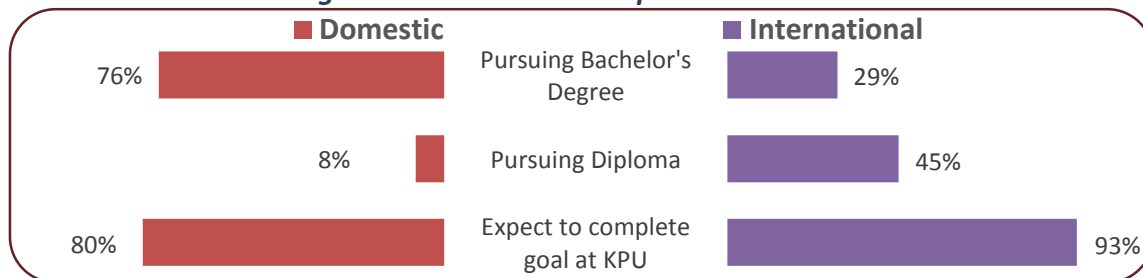 Domestic
International
76%
Pursuing Bachelor's
Degree
29%
8%
Pursuing Diploma
45%
80%
Expect to complete
goal at KPU
93%